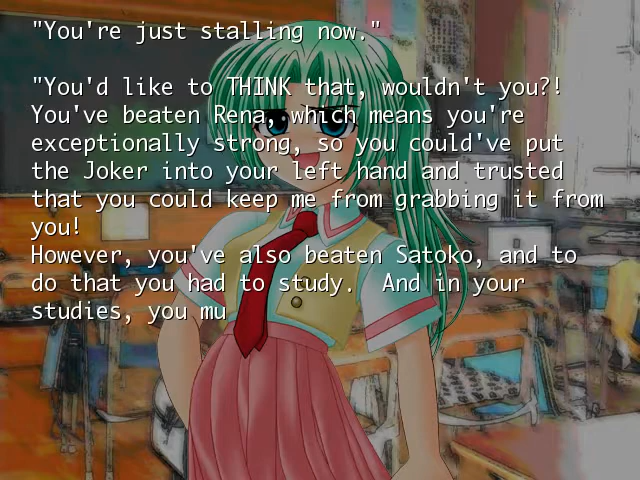 "You're just stalling now."
"You'd like to THINK that, wouldn't you?!
You've beaten Rena, which means you're
exceptionally strong, so you could've put
the Joker into your left hand and trusted
that you could keep me from grabbing it from
you!
However, you've also beaten Satoko, and to
do that you had to study.  And in your
studies, you mu